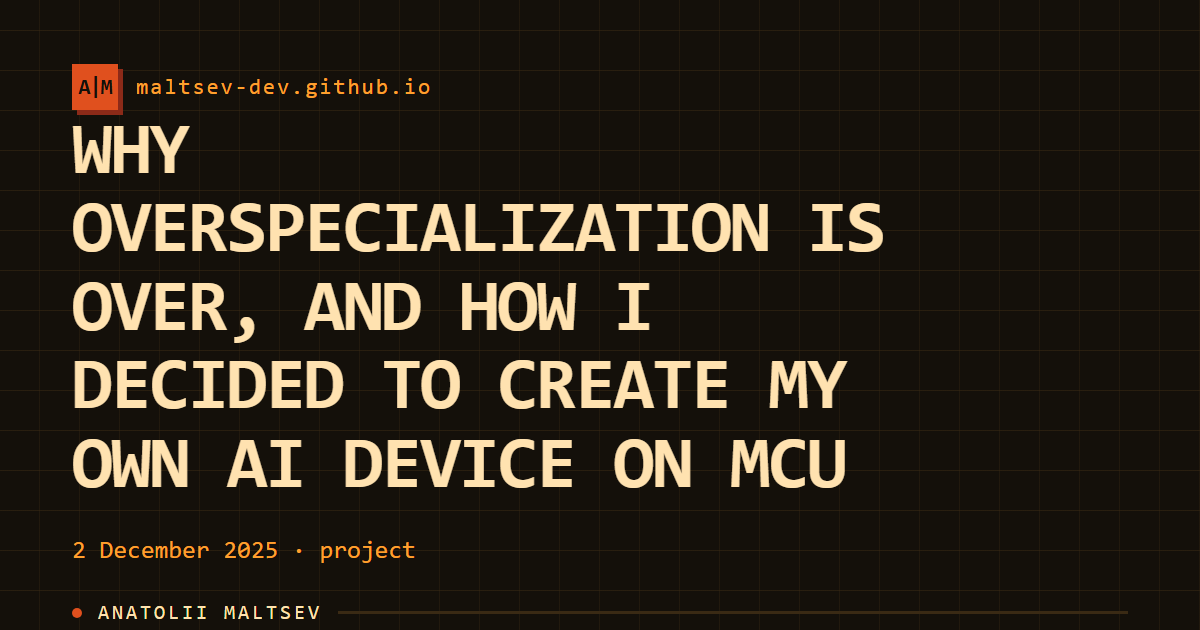 A|M maltsev-dev.github.io
WHY
OVERSPECIALIZATION IS
OVER, AND HOW I
DECIDED TO CREATE MY
OWN AI DEVICE ON MCU
2 December 2025 · project
ANATOLII MALTSEV